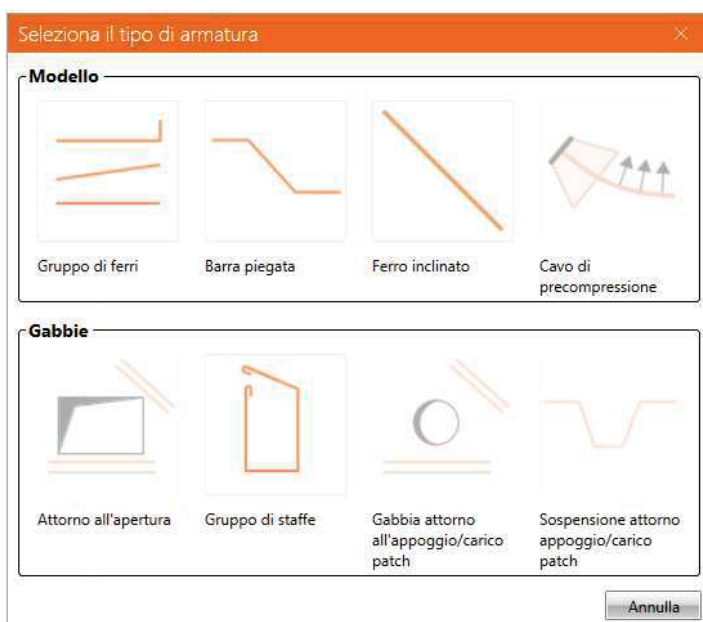 Seleziona il tipo di armatura
Modello
Gruppo di ferri
Barra piegata
Ferro inclinato
Cavo di
precompressione
Gabbie
Attorno all'apertura
Gruppo di staffe
Gabbia attorno
all'appoggio/carico
patch
Sospensione attorno
appoggio/carico
patch
Annulla